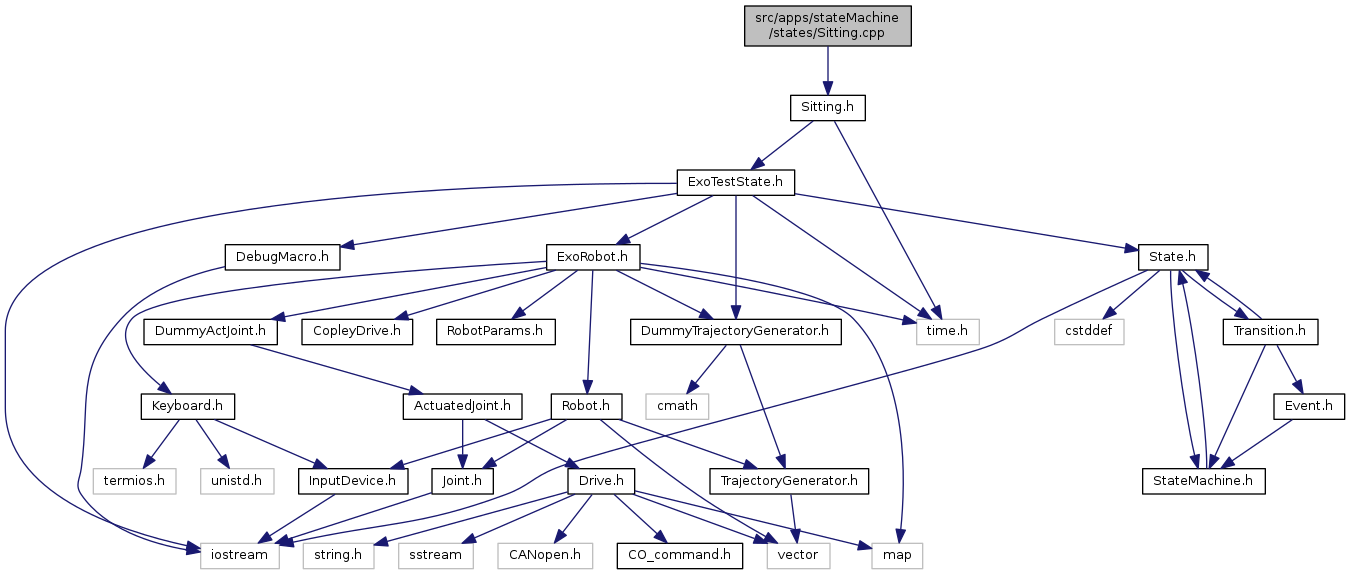 src/apps/stateMachine
/states/Sitting.cpp
Sitting.h
ExoTestState.h
DebugMacro.h
ExoRobot.h
State.h
DummyActJoint.h
CopleyDrive.h
RobotParams.h
DummyTrajectoryGenerator.h
time.h
cstddef
Transition.h
Keyboard.h
ActuatedJoint.h
Robot.h
cmath
Event.h
termios.h
unistd.h
InputDevice.h
Joint.h
Drive.h
TrajectoryGenerator.h
StateMachine.h
iostream
string.h
sstream
CANopen.h
CO_command.h
vector
map